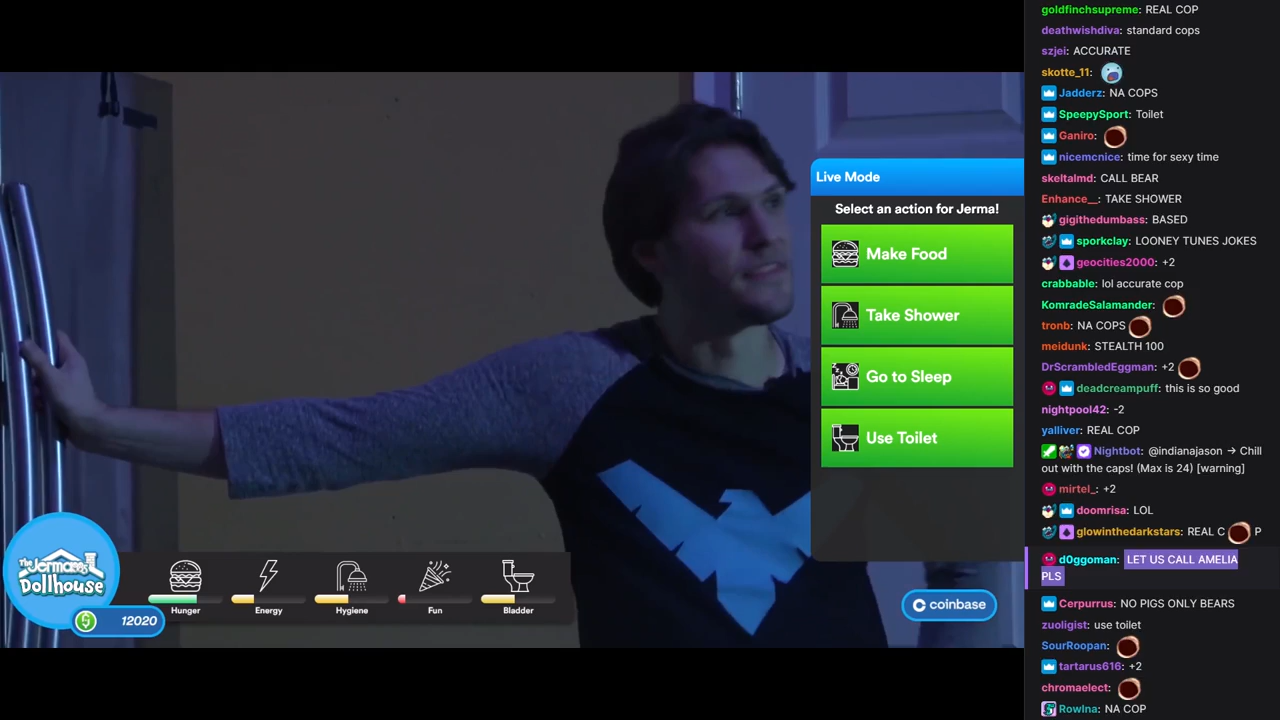 Live Mode
Select an action for Jerma!
Make Food
Take Shower
Go to Sleep
Use Toilet
The Jerma985
Dollhouse
12020
Hunger
Energy
Hygiene
Fun
Bladder
coinbase
goldfinchsupreme: REAL COP
deathwishdiva: standard cops
szjei: ACCURATE
skotte_11:
Jadderz: NA COPS
SpeepySport: Toilet
Ganiro:
nicemcnice: time for sexy time
skeltalmd: CALL BEAR
Enhance__: TAKE SHOWER
gigithedumbass: BASED
sporkclay: LOONEY TUNES JOKES
geocities2000: +2
crabbable: lol accurate cop
KomradeSalamander:
tronb: NA COPS
meidunk: STEALTH 100
DrScrambledEggman: +2
deadcreampuff: this is so good
nightpool42: -2
yalliver: REAL COP
Nightbot: @indianajason → Chill
out with the caps! (Max is 24) [warning]
mirtel_: +2
doomrisa: LOL
glowinthedarkstars: REAL C P
d0ggoman: LET US CALL AMELIA
PLS
Cerpurrus: NO PIGS ONLY BEARS
zuoligist: use toilet
SourRoopan:
tartarus616: +2
chromaelect:
Rowlna: NA COP